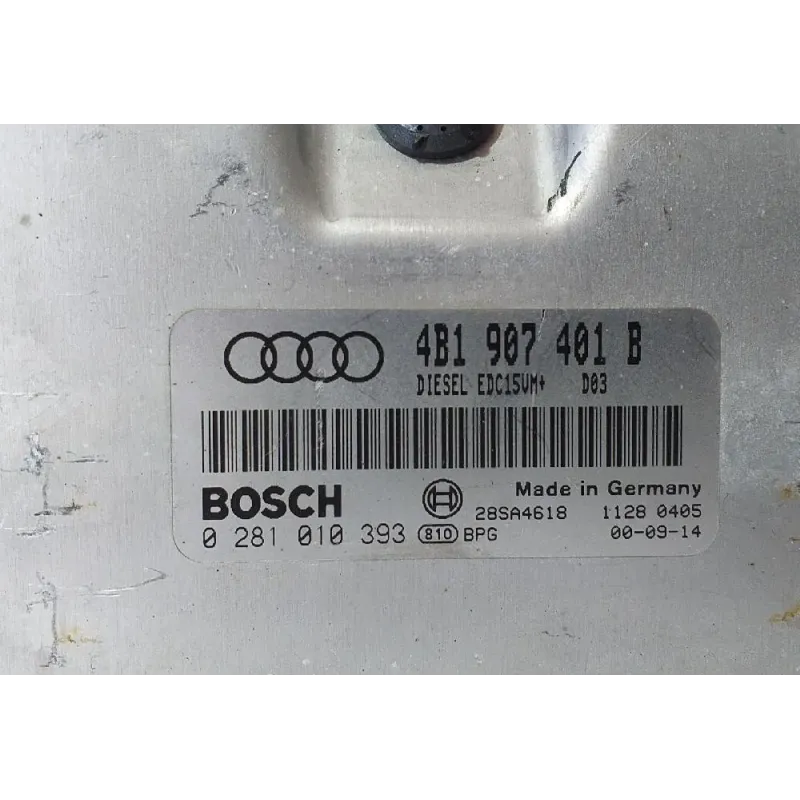 4B1 907 401 B
DIESEL EDC15VM+ D03
BOSCH
Made in Germany
28SA4618 1128 0405
0 281 010 393 810 BPG 00-09-14